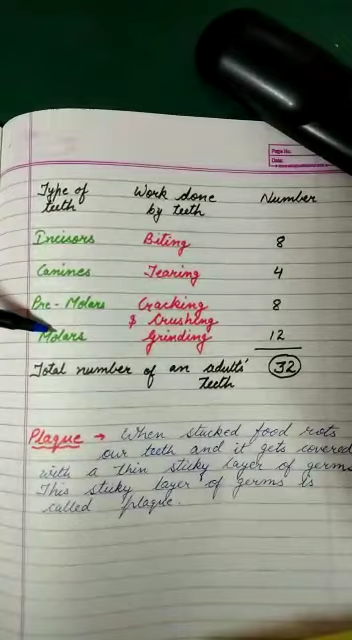 Page No.
Date:
Type of teeth Work done by teeth Number
Incisors Biting 8
Canines Tearing 4
Pre-Molars Cracking & Crushing 8
Molars Grinding 12
Total number of an adults' teeth 32
Plague → When stucked food rots
our teeth and it gets covered
with a thin sticky layer of germs
This sticky layer of germs is
called plague.